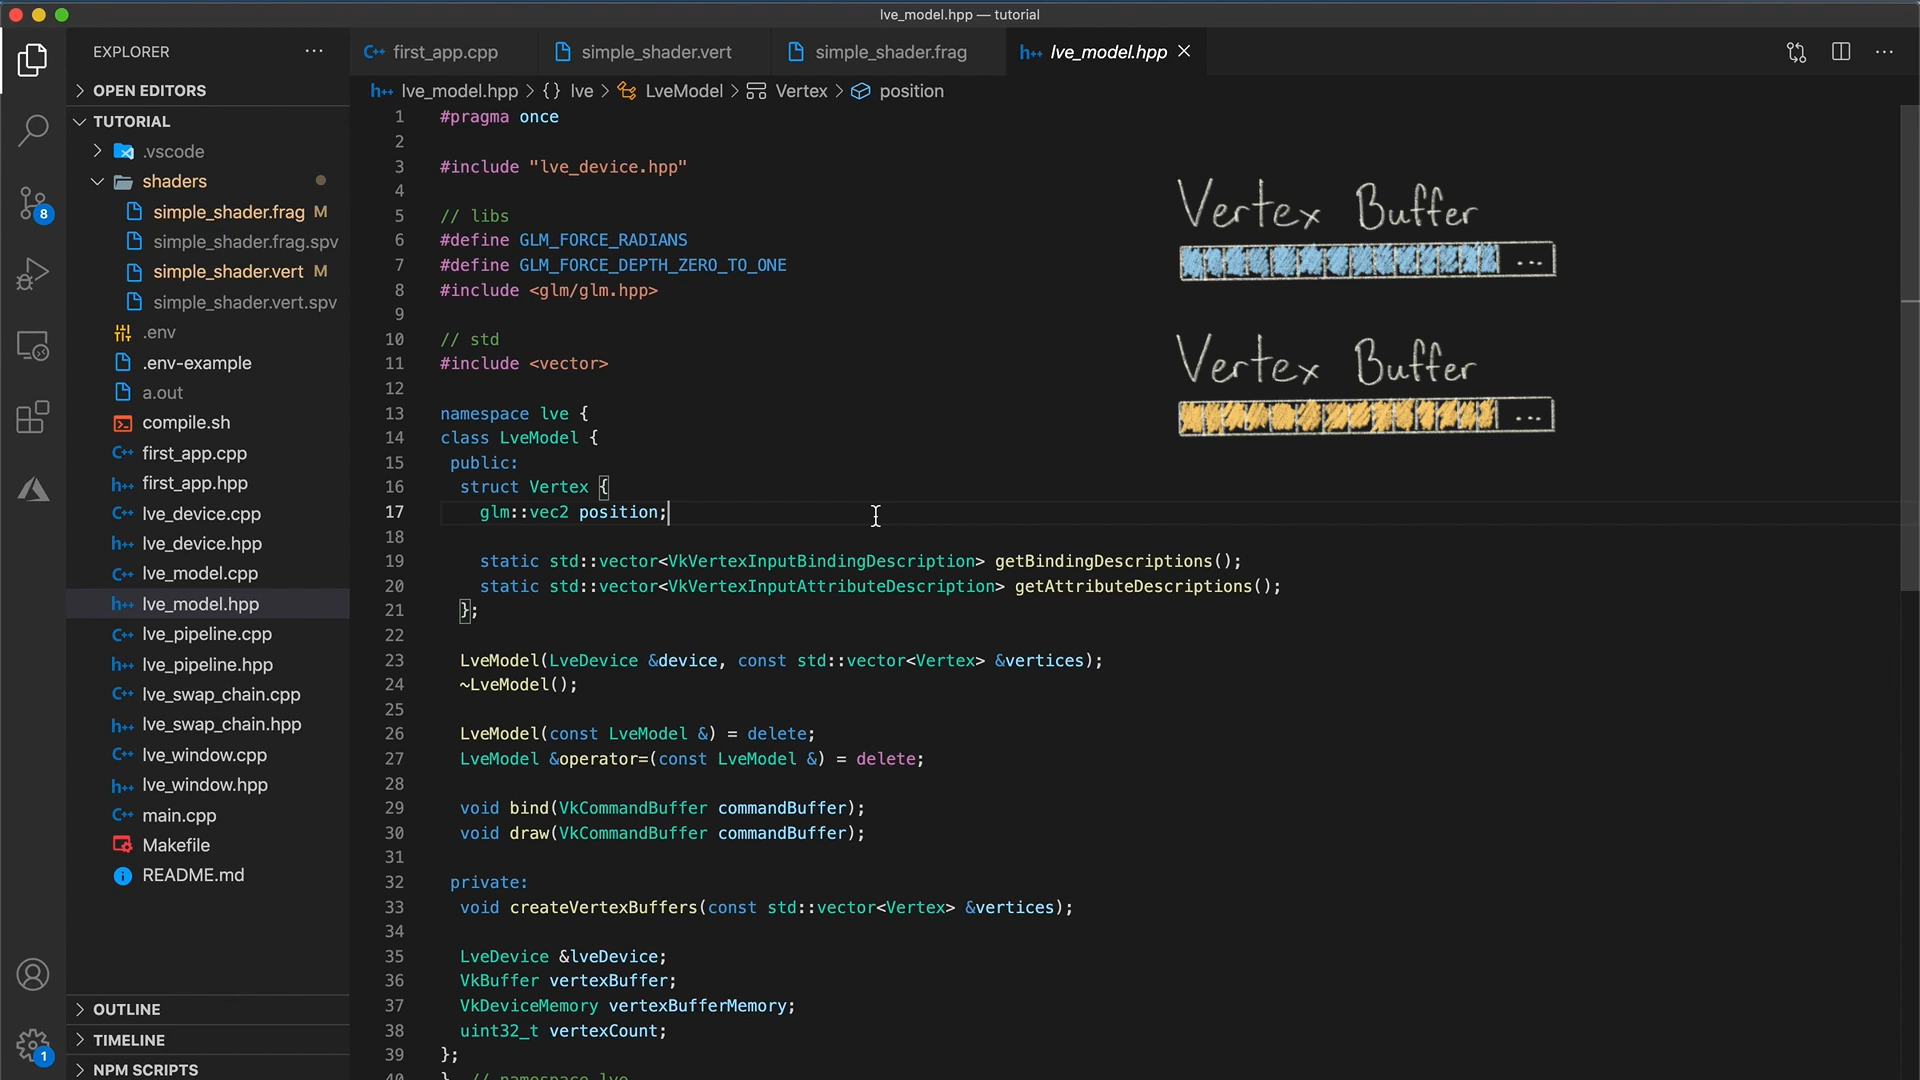 lve_model.hpp — tutorial
EXPLORER
OPEN EDITORS
TUTORIAL
.vscode
shaders
simple_shader.frag M
simple_shader.frag.spv
simple_shader.vert M
simple_shader.vert.spv
.env
.env-example
a.out
compile.sh
first_app.cpp
first_app.hpp
lve_device.cpp
lve_device.hpp
lve_model.cpp
lve_model.hpp
lve_pipeline.cpp
lve_pipeline.hpp
lve_swap_chain.cpp
lve_swap_chain.hpp
lve_window.cpp
lve_window.hpp
main.cpp
Makefile
README.md
OUTLINE
TIMELINE
NPM SCRIPTS
8
1
first_app.cpp simple_shader.vert simple_shader.frag lve_model.hpp
lve_model.hpp > {} lve > LveModel > Vertex > position
1 #pragma once
2
3 #include "lve_device.hpp"
4
5 // libs
6 #define GLM_FORCE_RADIANS
7 #define GLM_FORCE_DEPTH_ZERO_TO_ONE
8 #include <glm/glm.hpp>
9
10 // std
11 #include <vector>
12
13 namespace lve {
14 class LveModel {
15 public:
16 struct Vertex {
17 glm::vec2 position;
18
19 static std::vector<VkVertexInputBindingDescription> getBindingDescriptions();
20 static std::vector<VkVertexInputAttributeDescription> getAttributeDescriptions();
21 };
22
23 LveModel(LveDevice &device, const std::vector<Vertex> &vertices);
24 ~LveModel();
25
26 LveModel(const LveModel &) = delete;
27 LveModel &operator=(const LveModel &) = delete;
28
29 void bind(VkCommandBuffer commandBuffer);
30 void draw(VkCommandBuffer commandBuffer);
31
32 private:
33 void createVertexBuffers(const std::vector<Vertex> &vertices);
34
35 LveDevice &lveDevice;
36 VkBuffer vertexBuffer;
37 VkDeviceMemory vertexBufferMemory;
38 uint32_t vertexCount;
39 };
40 } // namespace lve
Vertex Buffer
...
Vertex Buffer
...